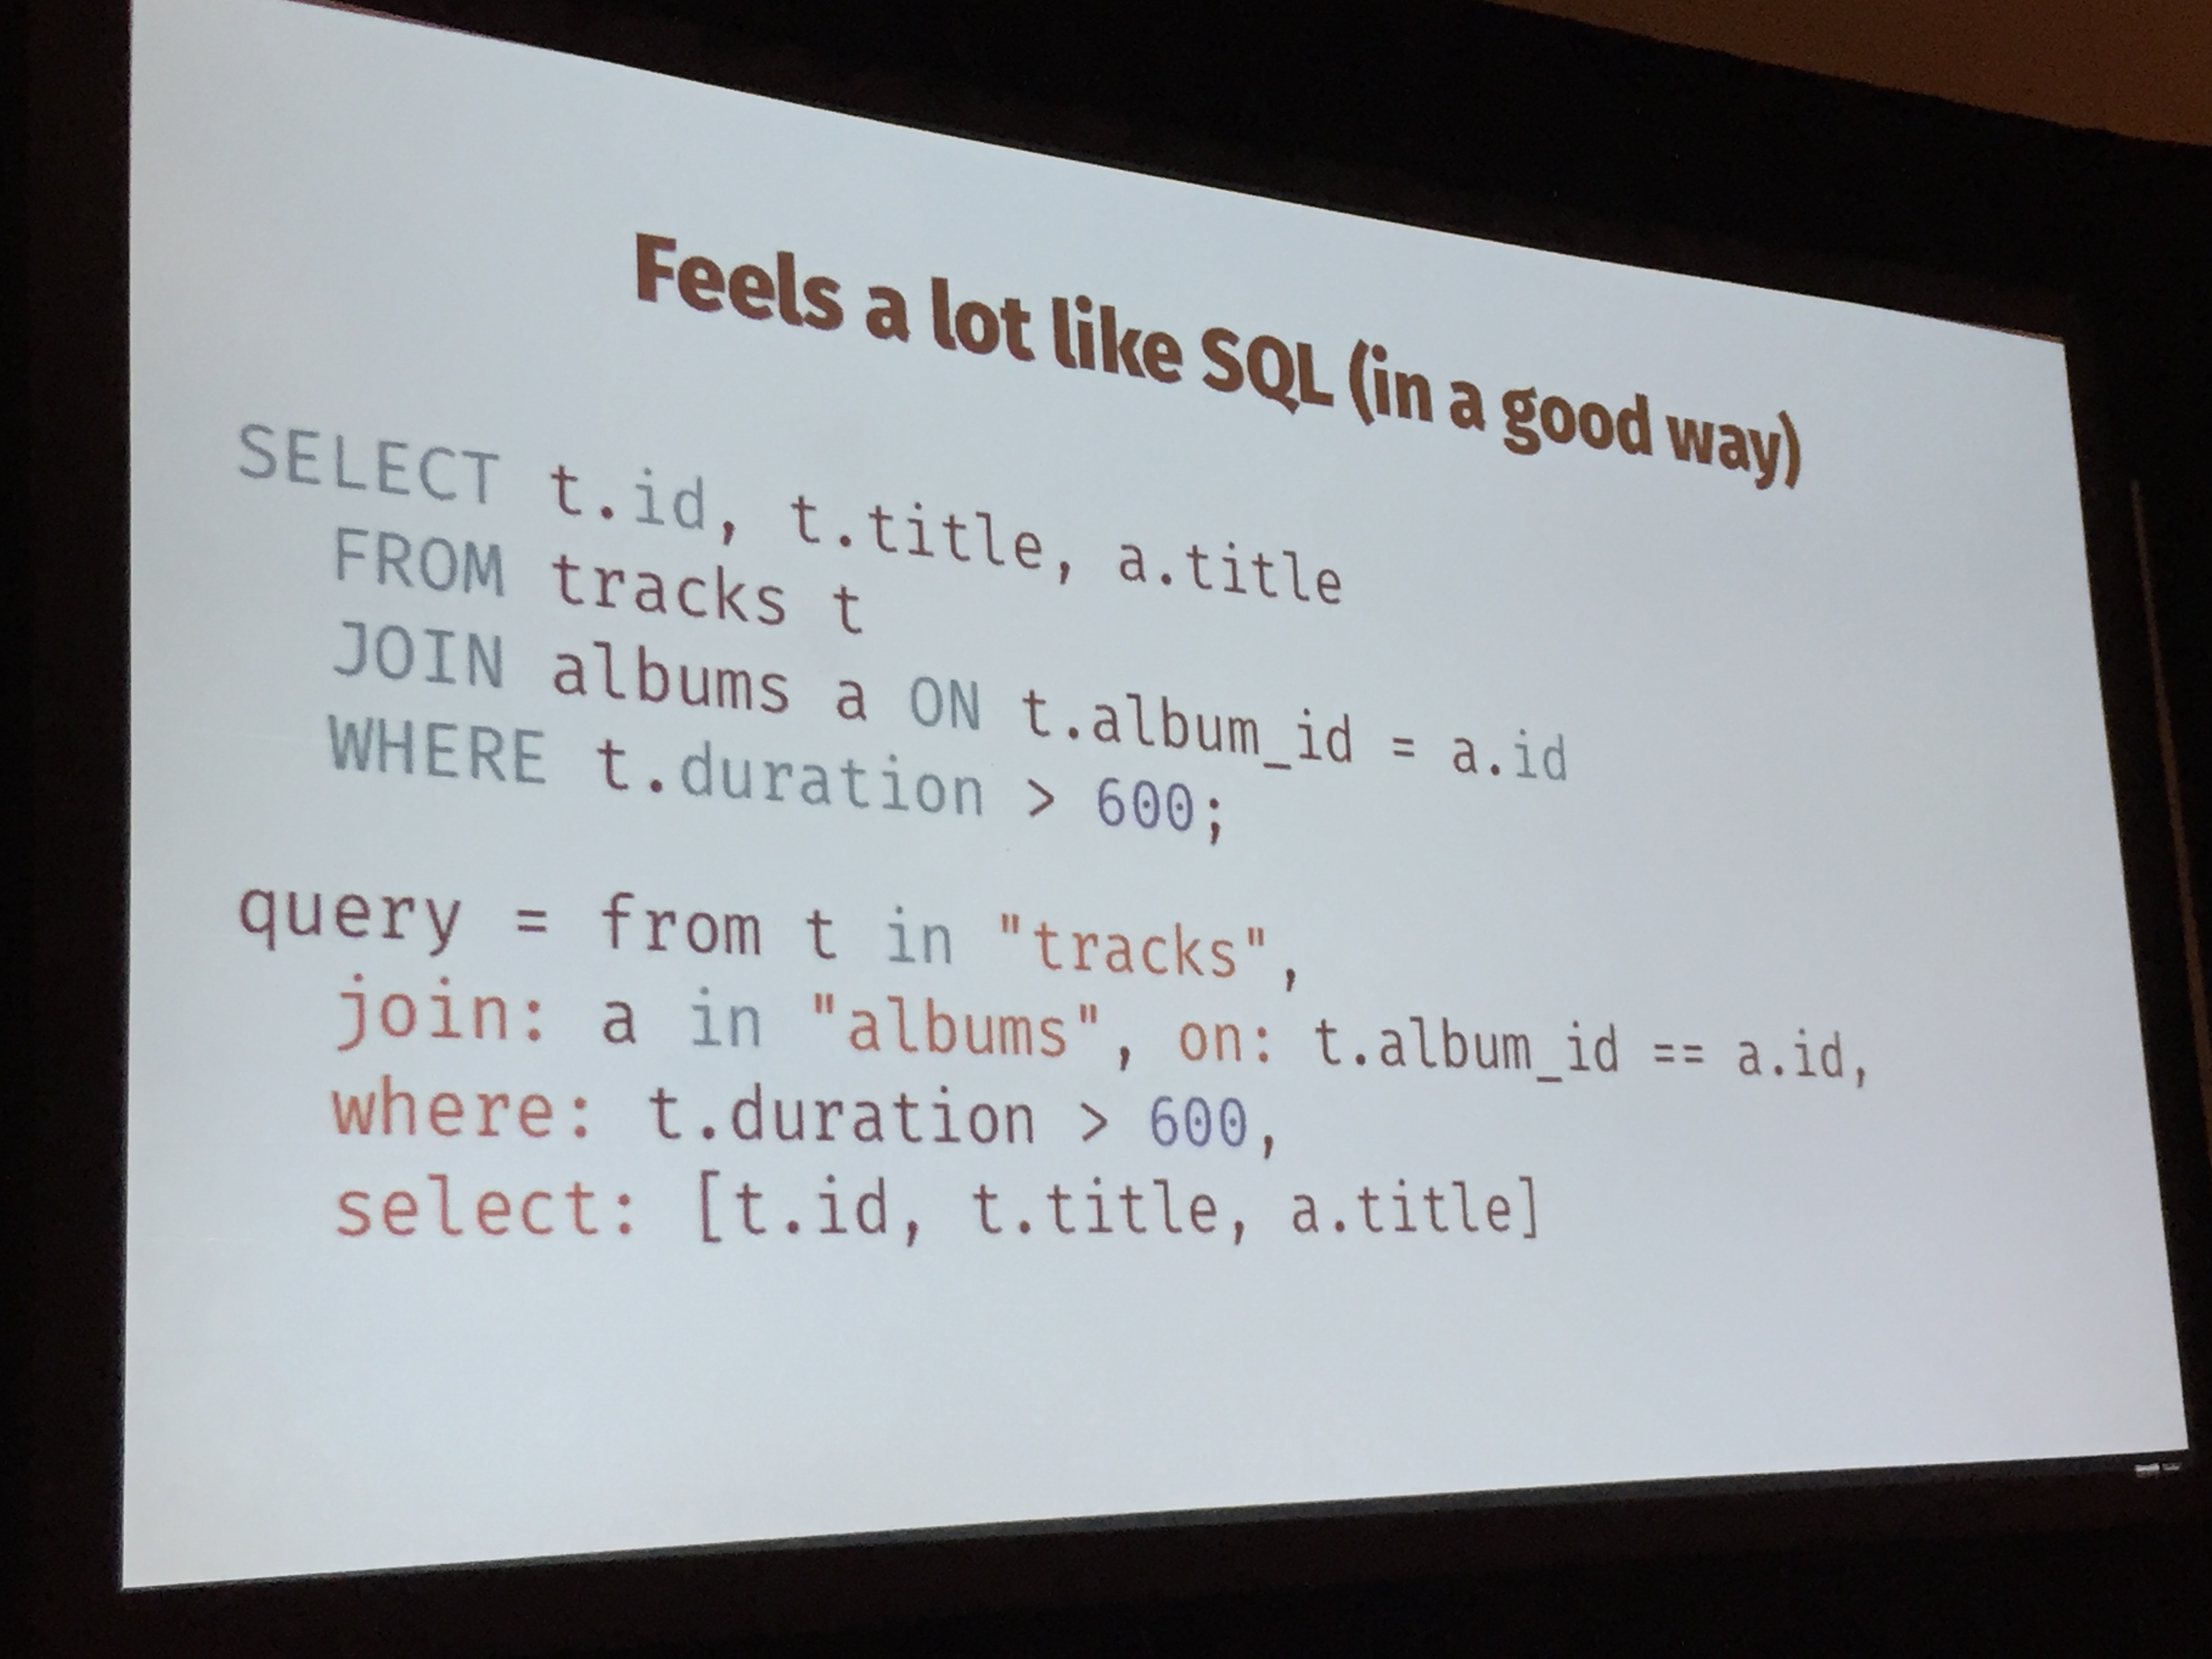 Feels a lot like SQL (in a good way)
SELECT t.id, t.title, a.title
FROM tracks t
JOIN albums a ON t.album_id = a.id
WHERE t.duration > 600;
query = from t in "tracks",
join: a in "albums", on: t.album_id == a.id,
where: t.duration > 600,
select: [t.id, t.title, a.title]